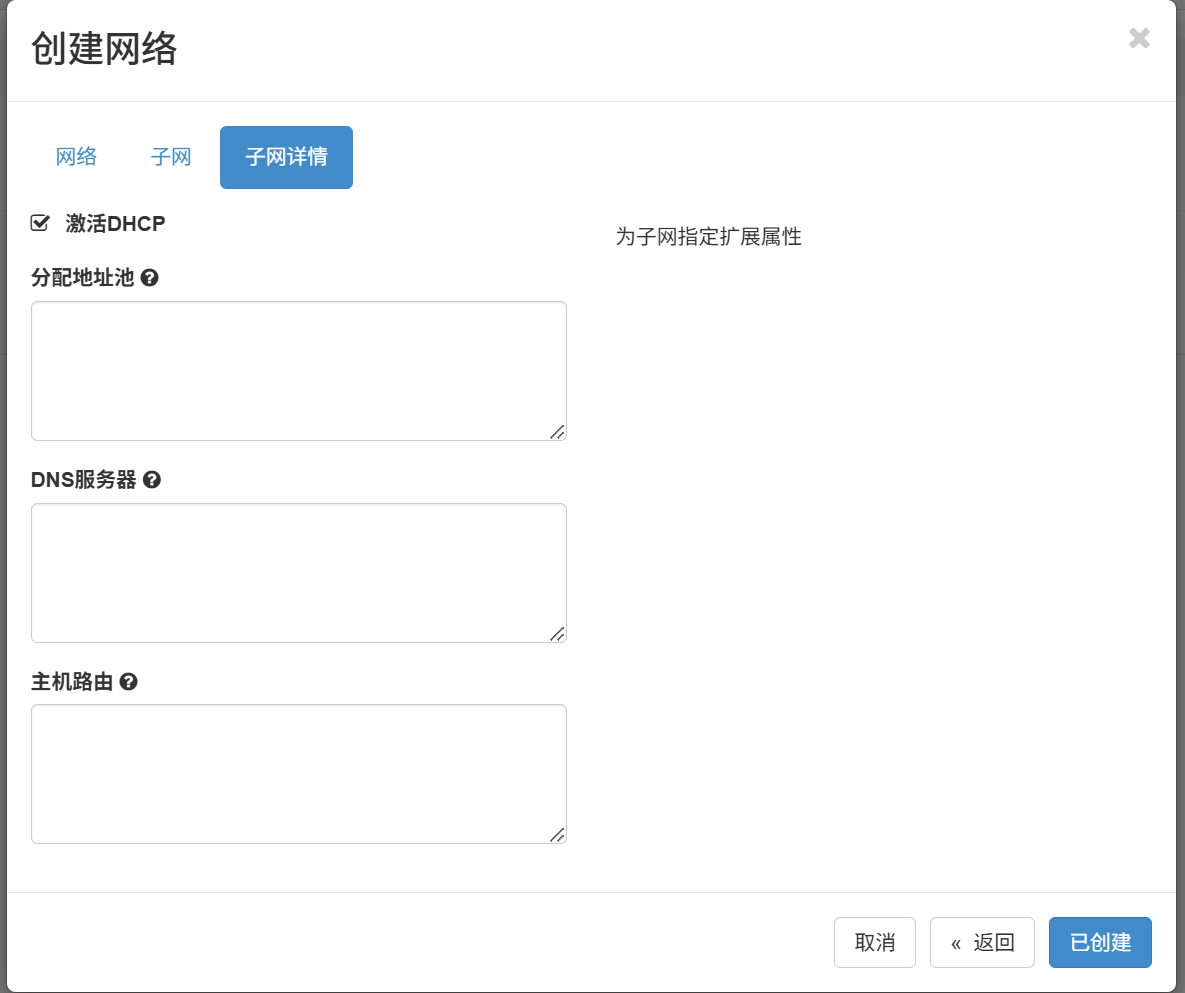 创建网络
网络 子网 子网详情
激活DHCP
为子网指定扩展属性
分配地址池
DNS服务器
主机路由
取消 « 返回 已创建